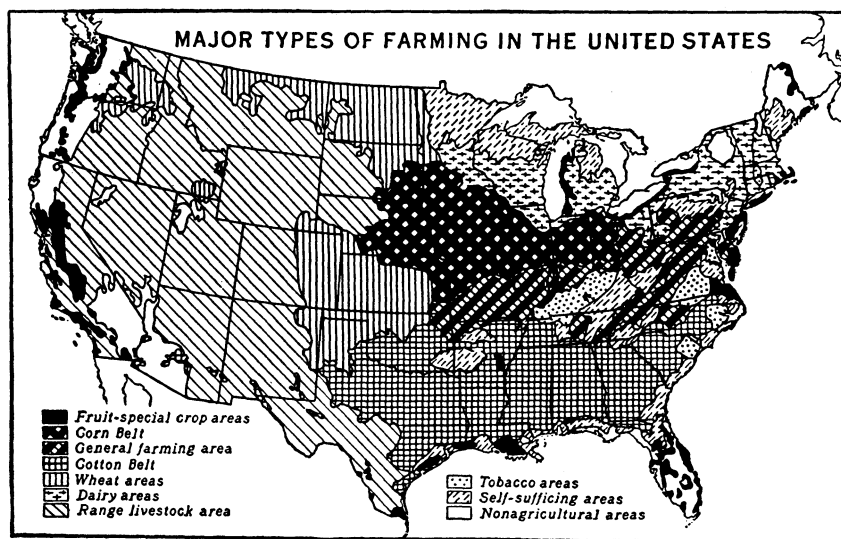 MAJOR TYPES OF FARMING IN THE UNITED STATES
Fruit-special crop areas
Corn Belt
General farming area
Cotton Belt
Wheat areas
Dairy areas
Range livestock area
Tobacco areas
Self-sufficing areas
Nonagricultural areas